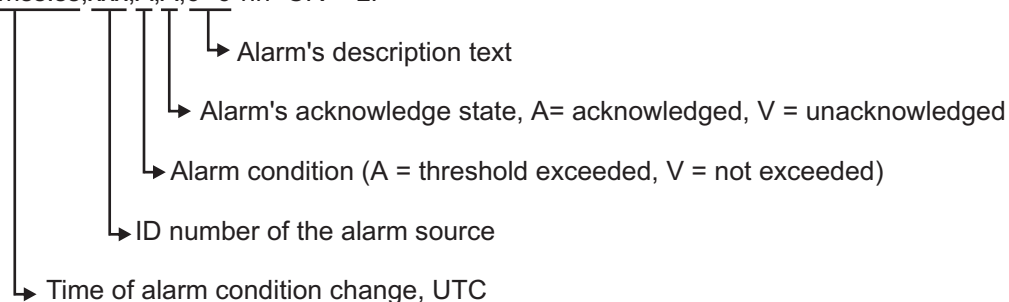 Alarm's description text
Alarm's acknowledge state, A= acknowledged, V = unacknowledged
Alarm condition (A = threshold exceeded, V = not exceeded)
ID number of the alarm source
Time of alarm condition change, UTC